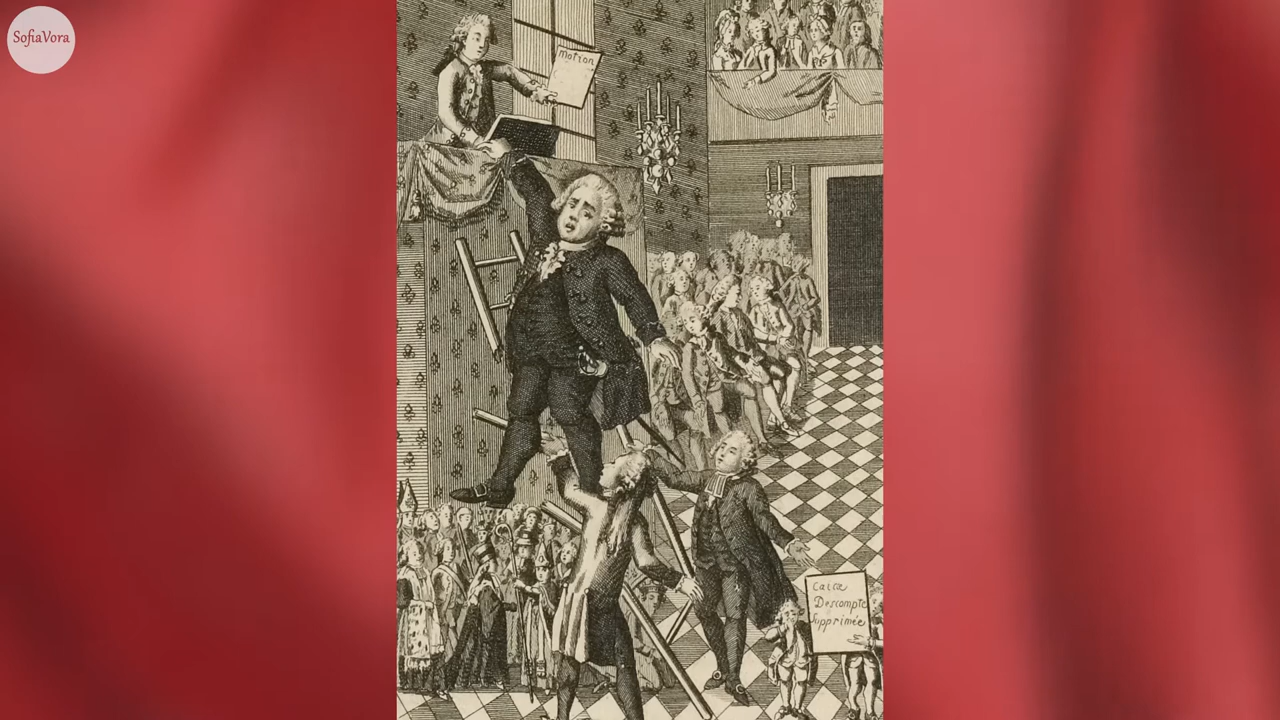 SofiaVora
Motion
Caisse
Descompte
Supprimée